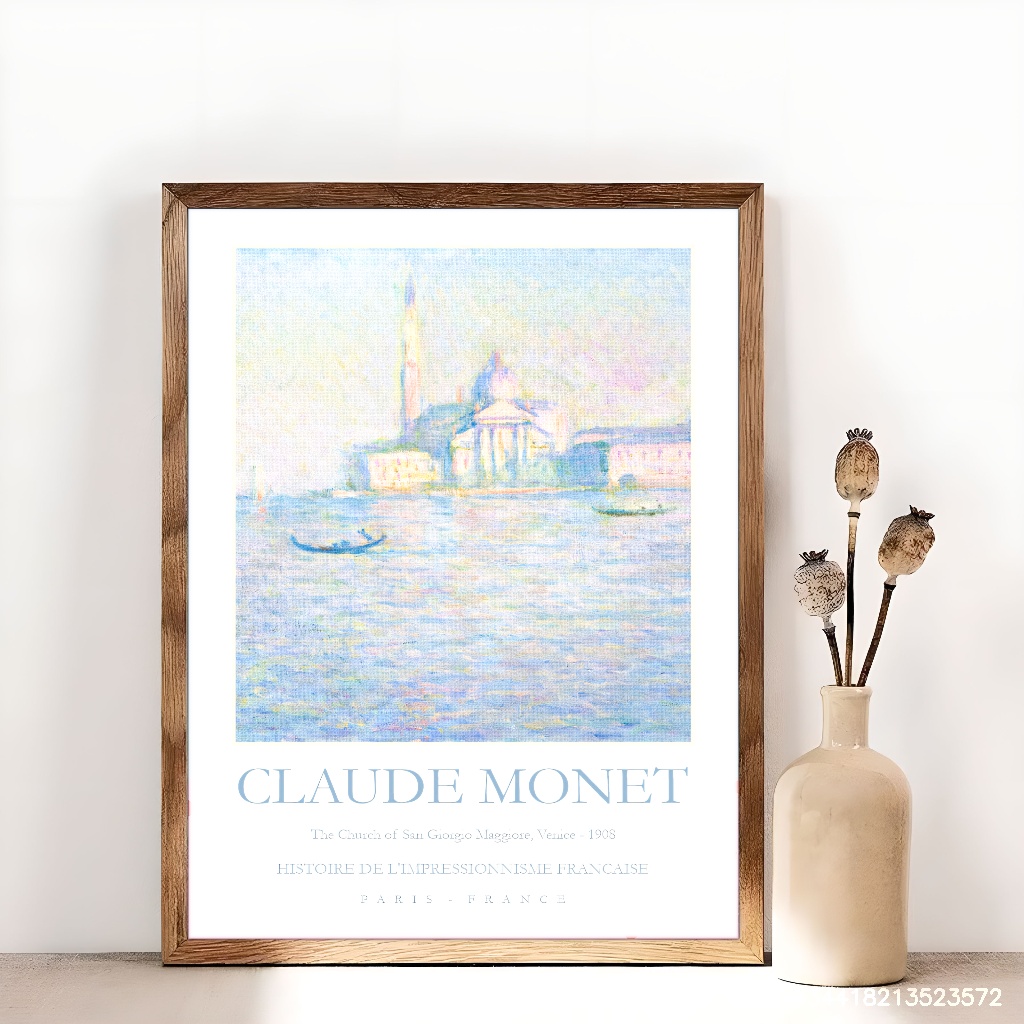 CLAUDE MONET
The Church of San Giorgio Maggiore, Venice - 1908
HISTOIRE DE L'IMPRESSIONNISME FRANCAISE
PARIS - FRANCE
18213523572